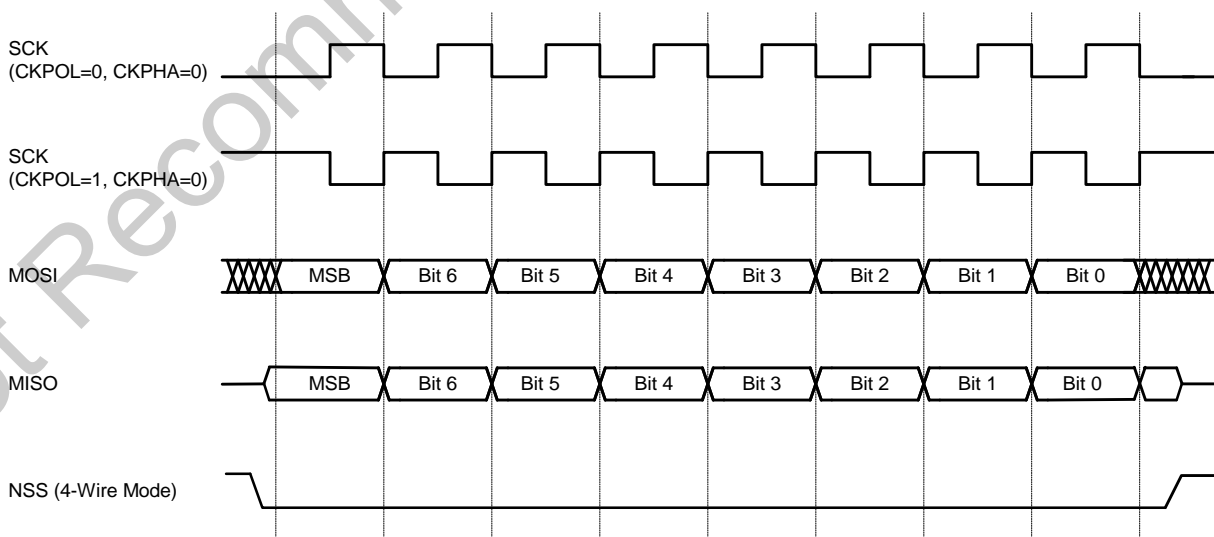 SCK
(CKPOL=0, CKPHA=0)
SCK
(CKPOL=1, CKPHA=0)
MOSI MSB Bit 6 Bit 5 Bit 4 Bit 3 Bit 2 Bit 1 Bit 0
MISO MSB Bit 6 Bit 5 Bit 4 Bit 3 Bit 2 Bit 1 Bit 0
NSS (4-Wire Mode)